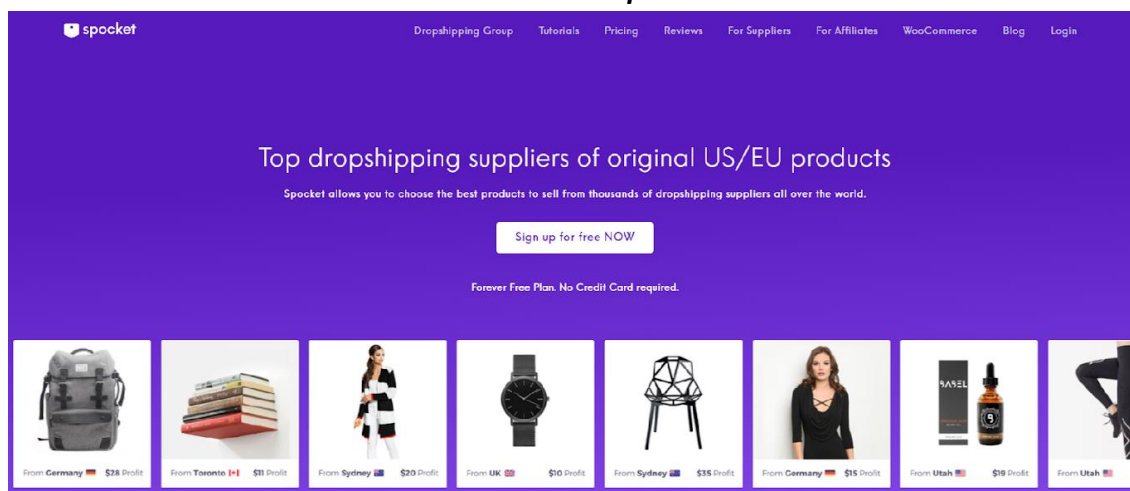 spocket
Dropshipping Group Tutorials Pricing Reviews For Suppliers For Affiliates WooCommerce Blog Login
Top dropshipping suppliers of original US/EU products
Spocket allows you to choose the best products to sell from thousands of dropshipping suppliers all over the world.
Sign up for free NOW
Forever Free Plan. No Credit Card required.
BABEL
From Germany $28 Profit
From Toronto $11 Profit
From Sydney $20 Profit
From UK $10 Profit
From Sydney $35 Profit
From Germany $15 Profit
From Utah $19 Profit
From Utah